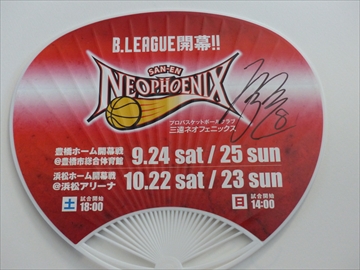 B.LEAGUE開幕!!
SAN-EN
NEOPHOENIX
プロバスケットボールクラブ
三遠ネオフェニックス
豊橋ホーム開幕戦
@豊橋市総合体育館
9.24 sat / 25 sun
浜松ホーム開幕戦
@浜松アリーナ
10.22 sat / 23 sun
土 試合開始 18:00
日 試合開始 14:00